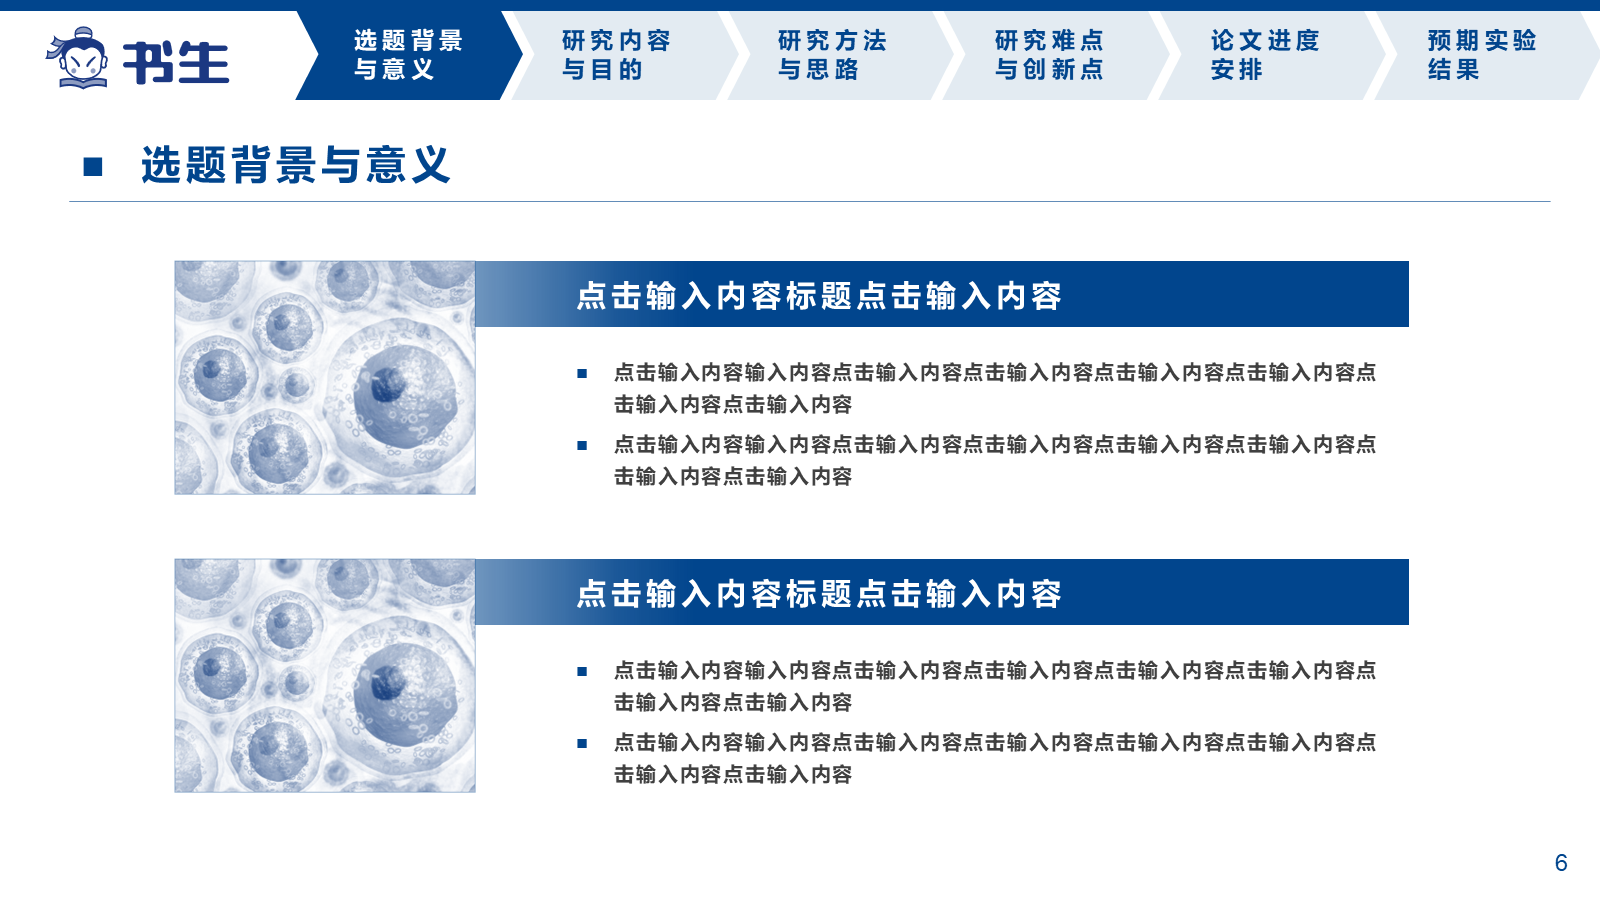 书生
选题背景
与意义
研究内容
与目的
研究方法
与思路
研究难点
与创新点
论文进度
安排
预期实验
结果
选题背景与意义
点击输入内容标题点击输入内容
点击输入内容输入内容点击输入内容点击输入内容点击输入内容点击输入内容点
击输入内容点击输入内容
点击输入内容输入内容点击输入内容点击输入内容点击输入内容点击输入内容点
击输入内容点击输入内容
点击输入内容标题点击输入内容
点击输入内容输入内容点击输入内容点击输入内容点击输入内容点击输入内容点
击输入内容点击输入内容
点击输入内容输入内容点击输入内容点击输入内容点击输入内容点击输入内容点
击输入内容点击输入内容
6